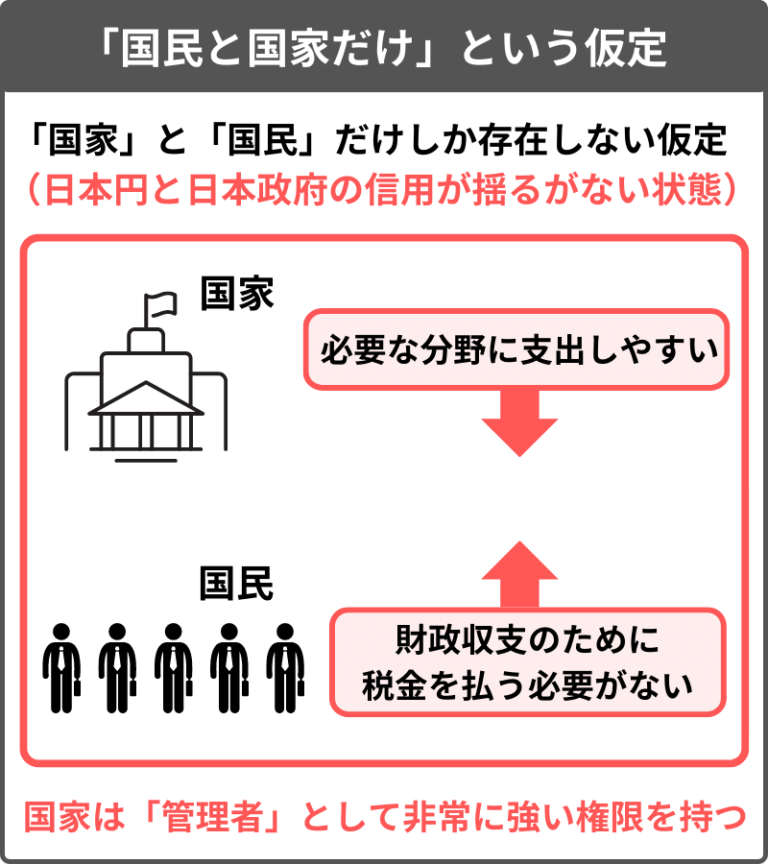 「国民と国家だけ」という仮定
「国家」と「国民」だけしか存在しない仮定
（日本円と日本政府の信用が揺るがない状態）
国家
必要な分野に支出しやすい
国民
財政収支のために
税金を払う必要がない
国家は「管理者」として非常に強い権限を持つ